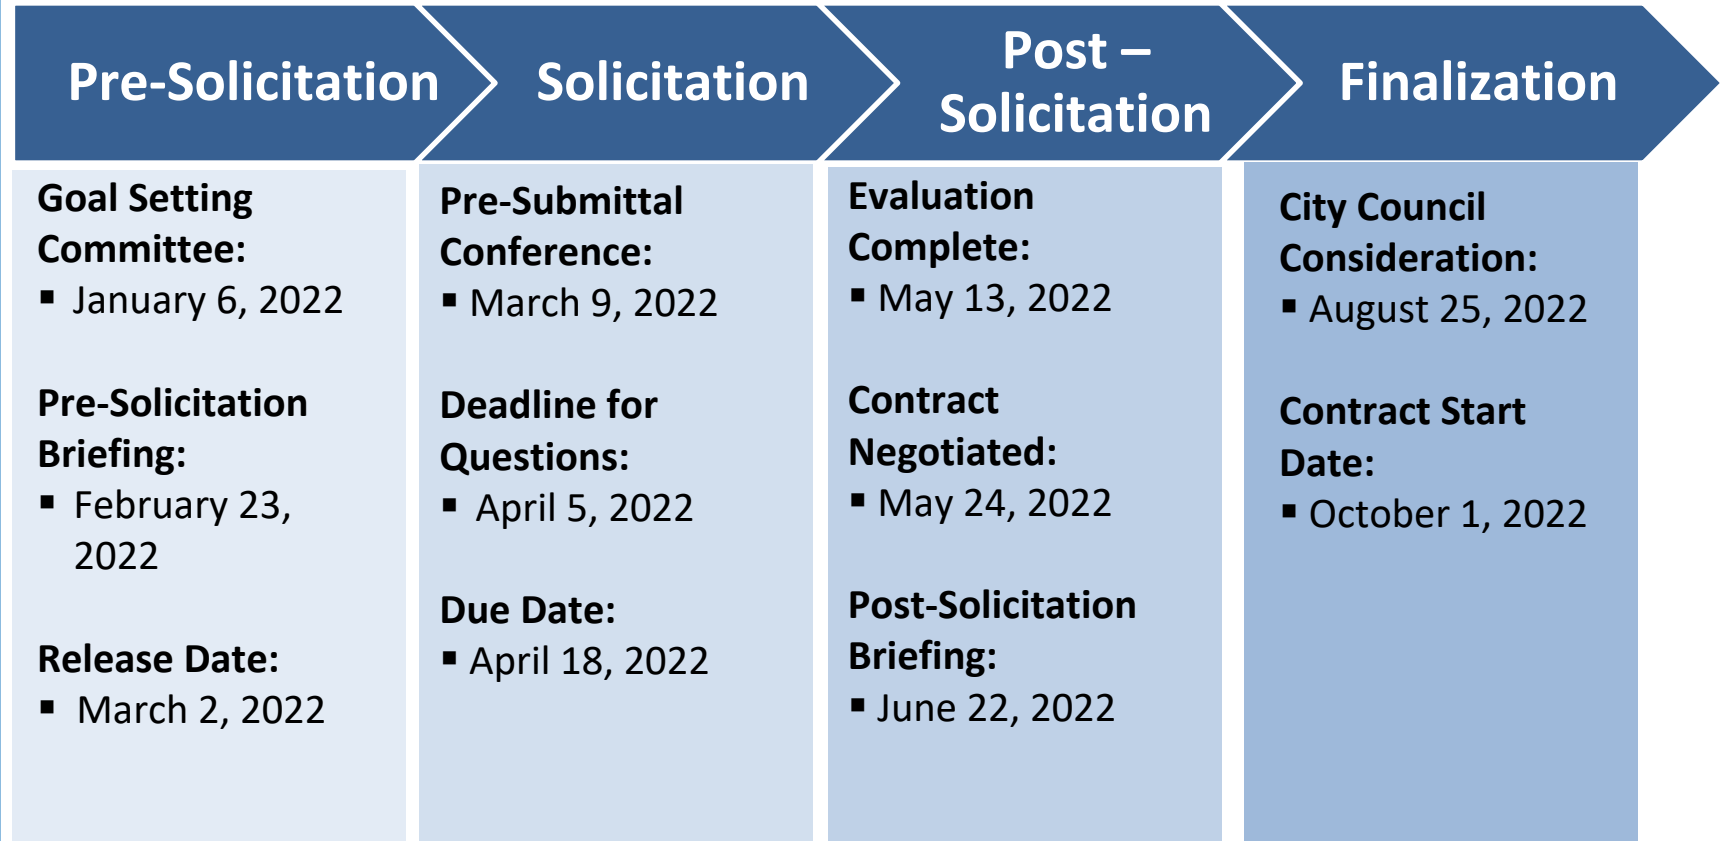 Pre-Solicitation
Solicitation
Post –
Solicitation
Finalization
Goal Setting
Committee:
▪ January 6, 2022
Pre-Solicitation
Briefing:
▪ February 23,
2022
Release Date:
▪ March 2, 2022
Pre-Submittal
Conference:
▪ March 9, 2022
Deadline for
Questions:
▪ April 5, 2022
Due Date:
▪ April 18, 2022
Evaluation
Complete:
▪ May 13, 2022
Contract
Negotiated:
▪ May 24, 2022
Post-Solicitation
Briefing:
▪ June 22, 2022
City Council
Consideration:
▪ August 25, 2022
Contract Start
Date:
▪ October 1, 2022